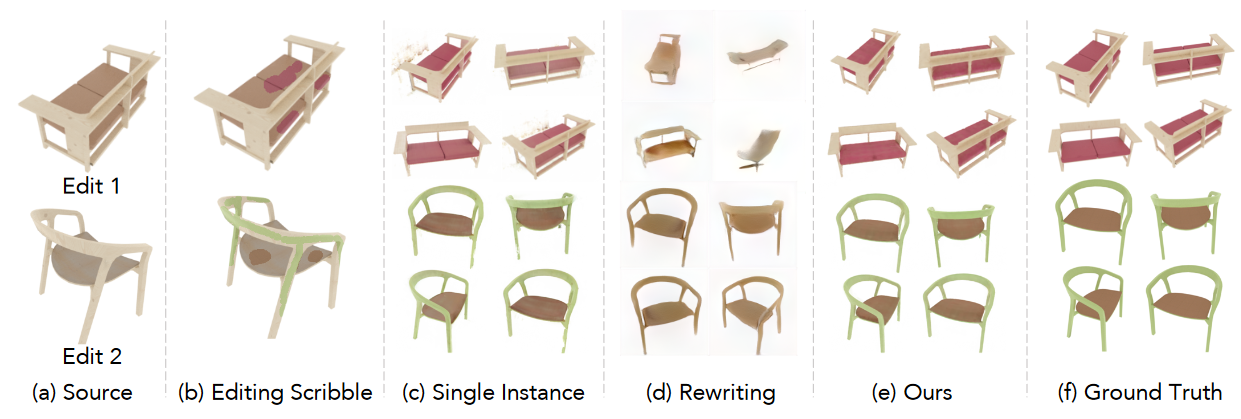 Edit 1
Edit 2
(a) Source
(b) Editing Scribble
(c) Single Instance
(d) Rewriting
(e) Ours
(f) Ground Truth